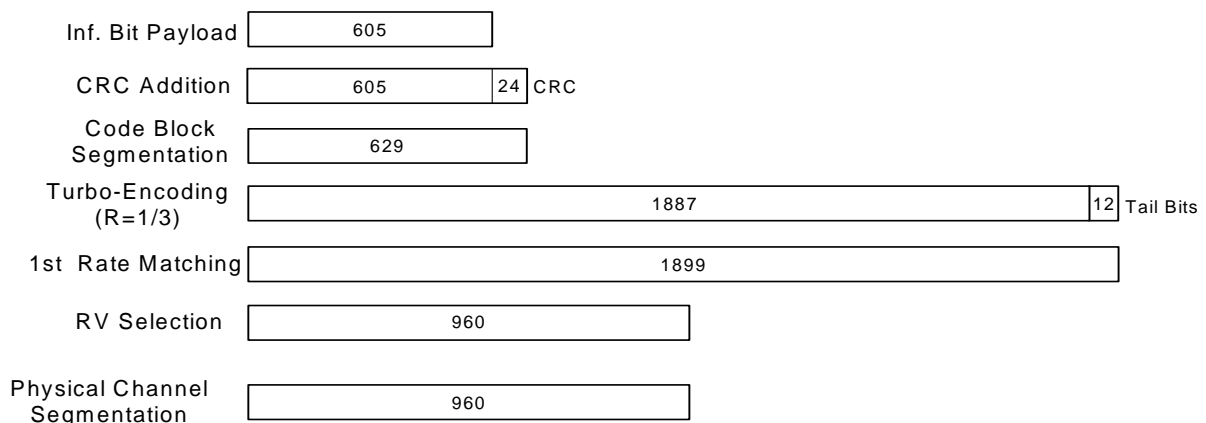 Inf. Bit Payload 605
CRC Addition 605 24 CRC
Code Block
Segmentation 629
Turbo-Encoding
(R=1/3) 1887 12 Tail Bits
1st Rate Matching 1899
RV Selection 960
Physical Channel
Segmentation 960